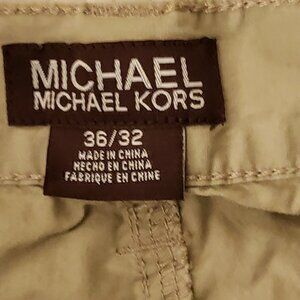 MICHAEL
MICHAEL KORS
36/32
MADE IN CHINA
HECHO EN CHINA
FABRIQUE EN CHINE